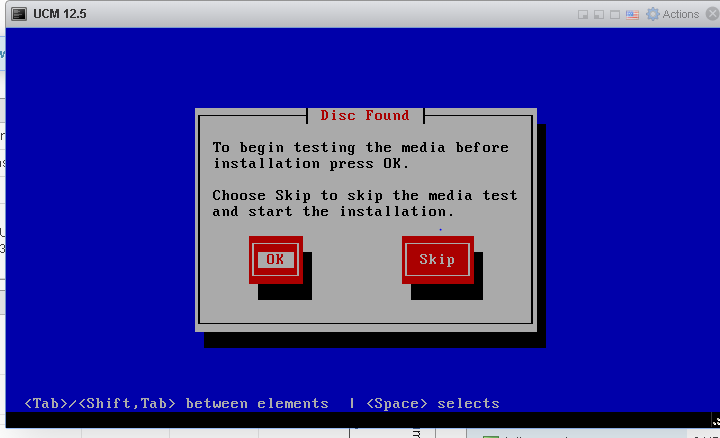 UCM 12.5
Actions
Disc Found
To begin testing the media before
installation press OK.
Choose Skip to skip the media test
and start the installation.
OK Skip
<Tab>/<Shift,Tab> between elements | <Space> selects